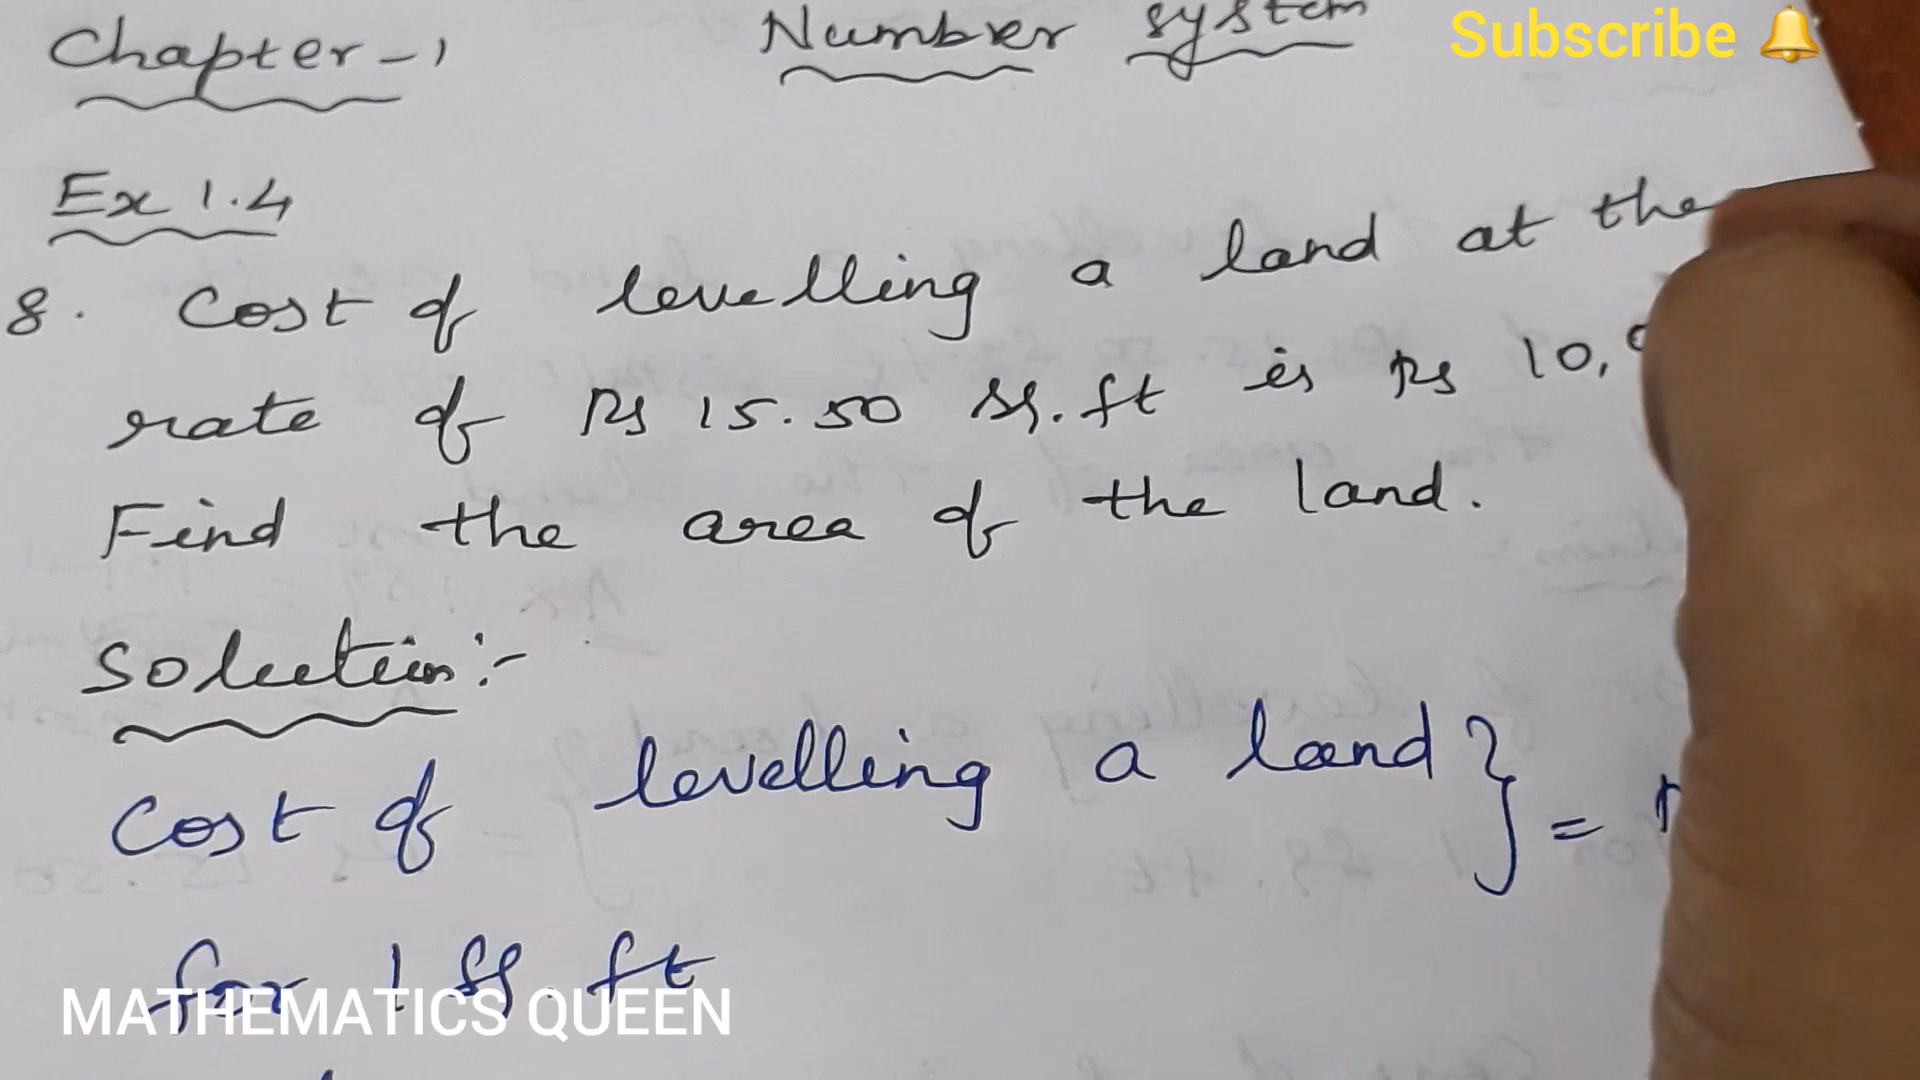 Chapter-1 Number system
Subscribe
Ex 1.4
8. Cost of levelling a land at the
rate of Rs 15.50 sq.ft is Rs 10,
Find the area of the land.
Solution:-
Cost of levelling a land } =
for 1 sq.ft
MATHEMATICS QUEEN